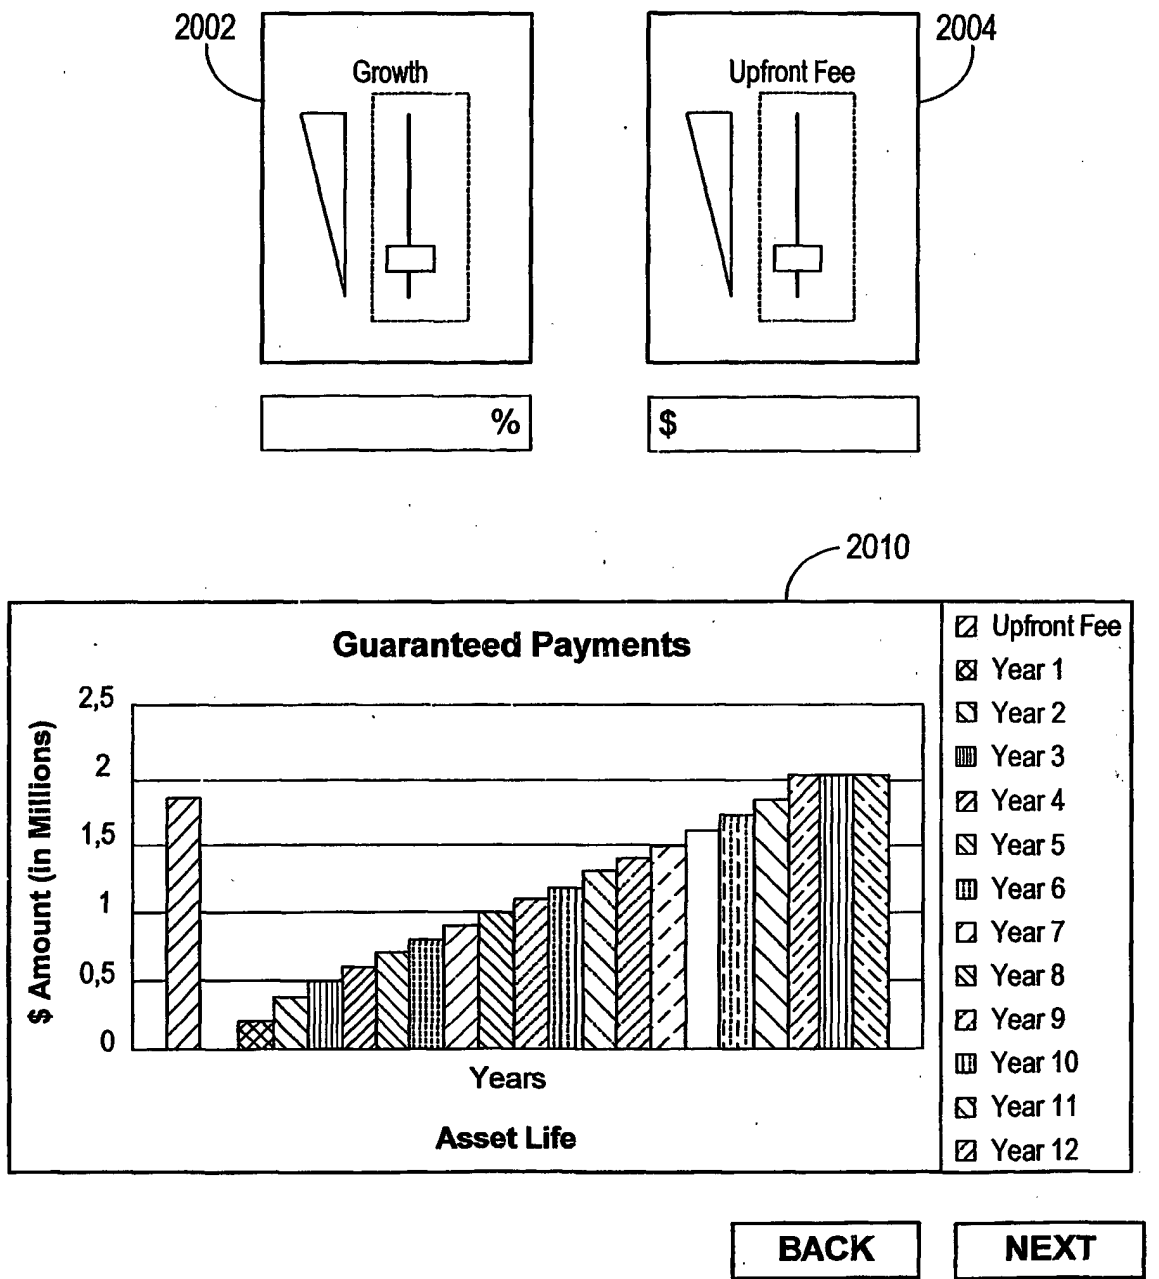 2002
2004
Growth
Upfront Fee
%
$
2010
Guaranteed Payments
$ Amount (in Millions)
2,5
2
1,5
1
0,5
0
Years
Asset Life
Upfront Fee
Year 1
Year 2
Year 3
Year 4
Year 5
Year 6
Year 7
Year 8
Year 9
Year 10
Year 11
Year 12
BACK
NEXT